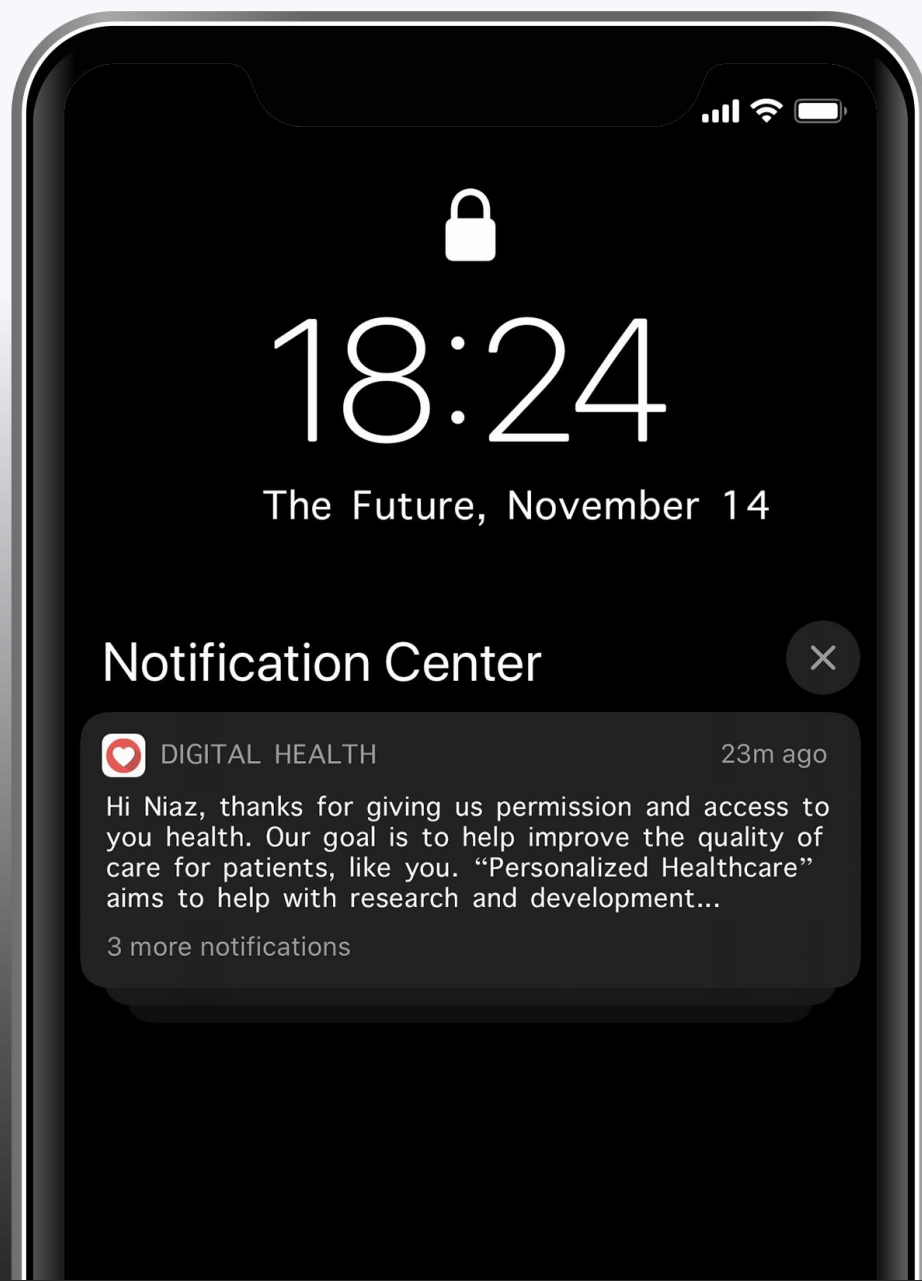 18:24
The Future, November 14
Notification Center
DIGITAL HEALTH 23m ago
Hi Niaz, thanks for giving us permission and access to
you health. Our goal is to help improve the quality of
care for patients, like you. “Personalized Healthcare”
aims to help with research and development...
3 more notifications